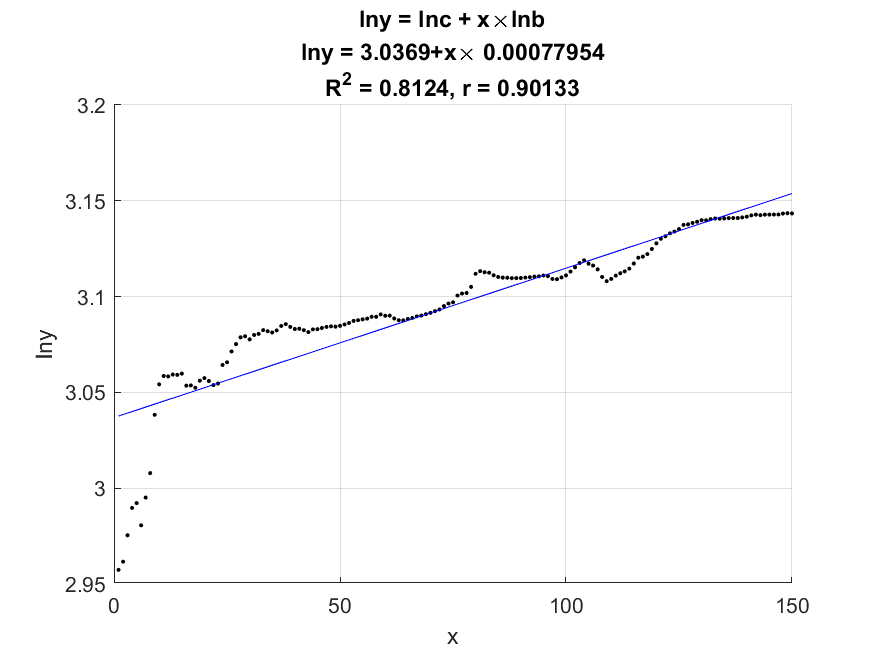 lny = lnc + x×lnb
lny = 3.0369+x× 0.00077954
R² = 0.8124, r = 0.90133
3.2
3.15
3.1
3.05
3
2.95
lny
0
50
100
150
x